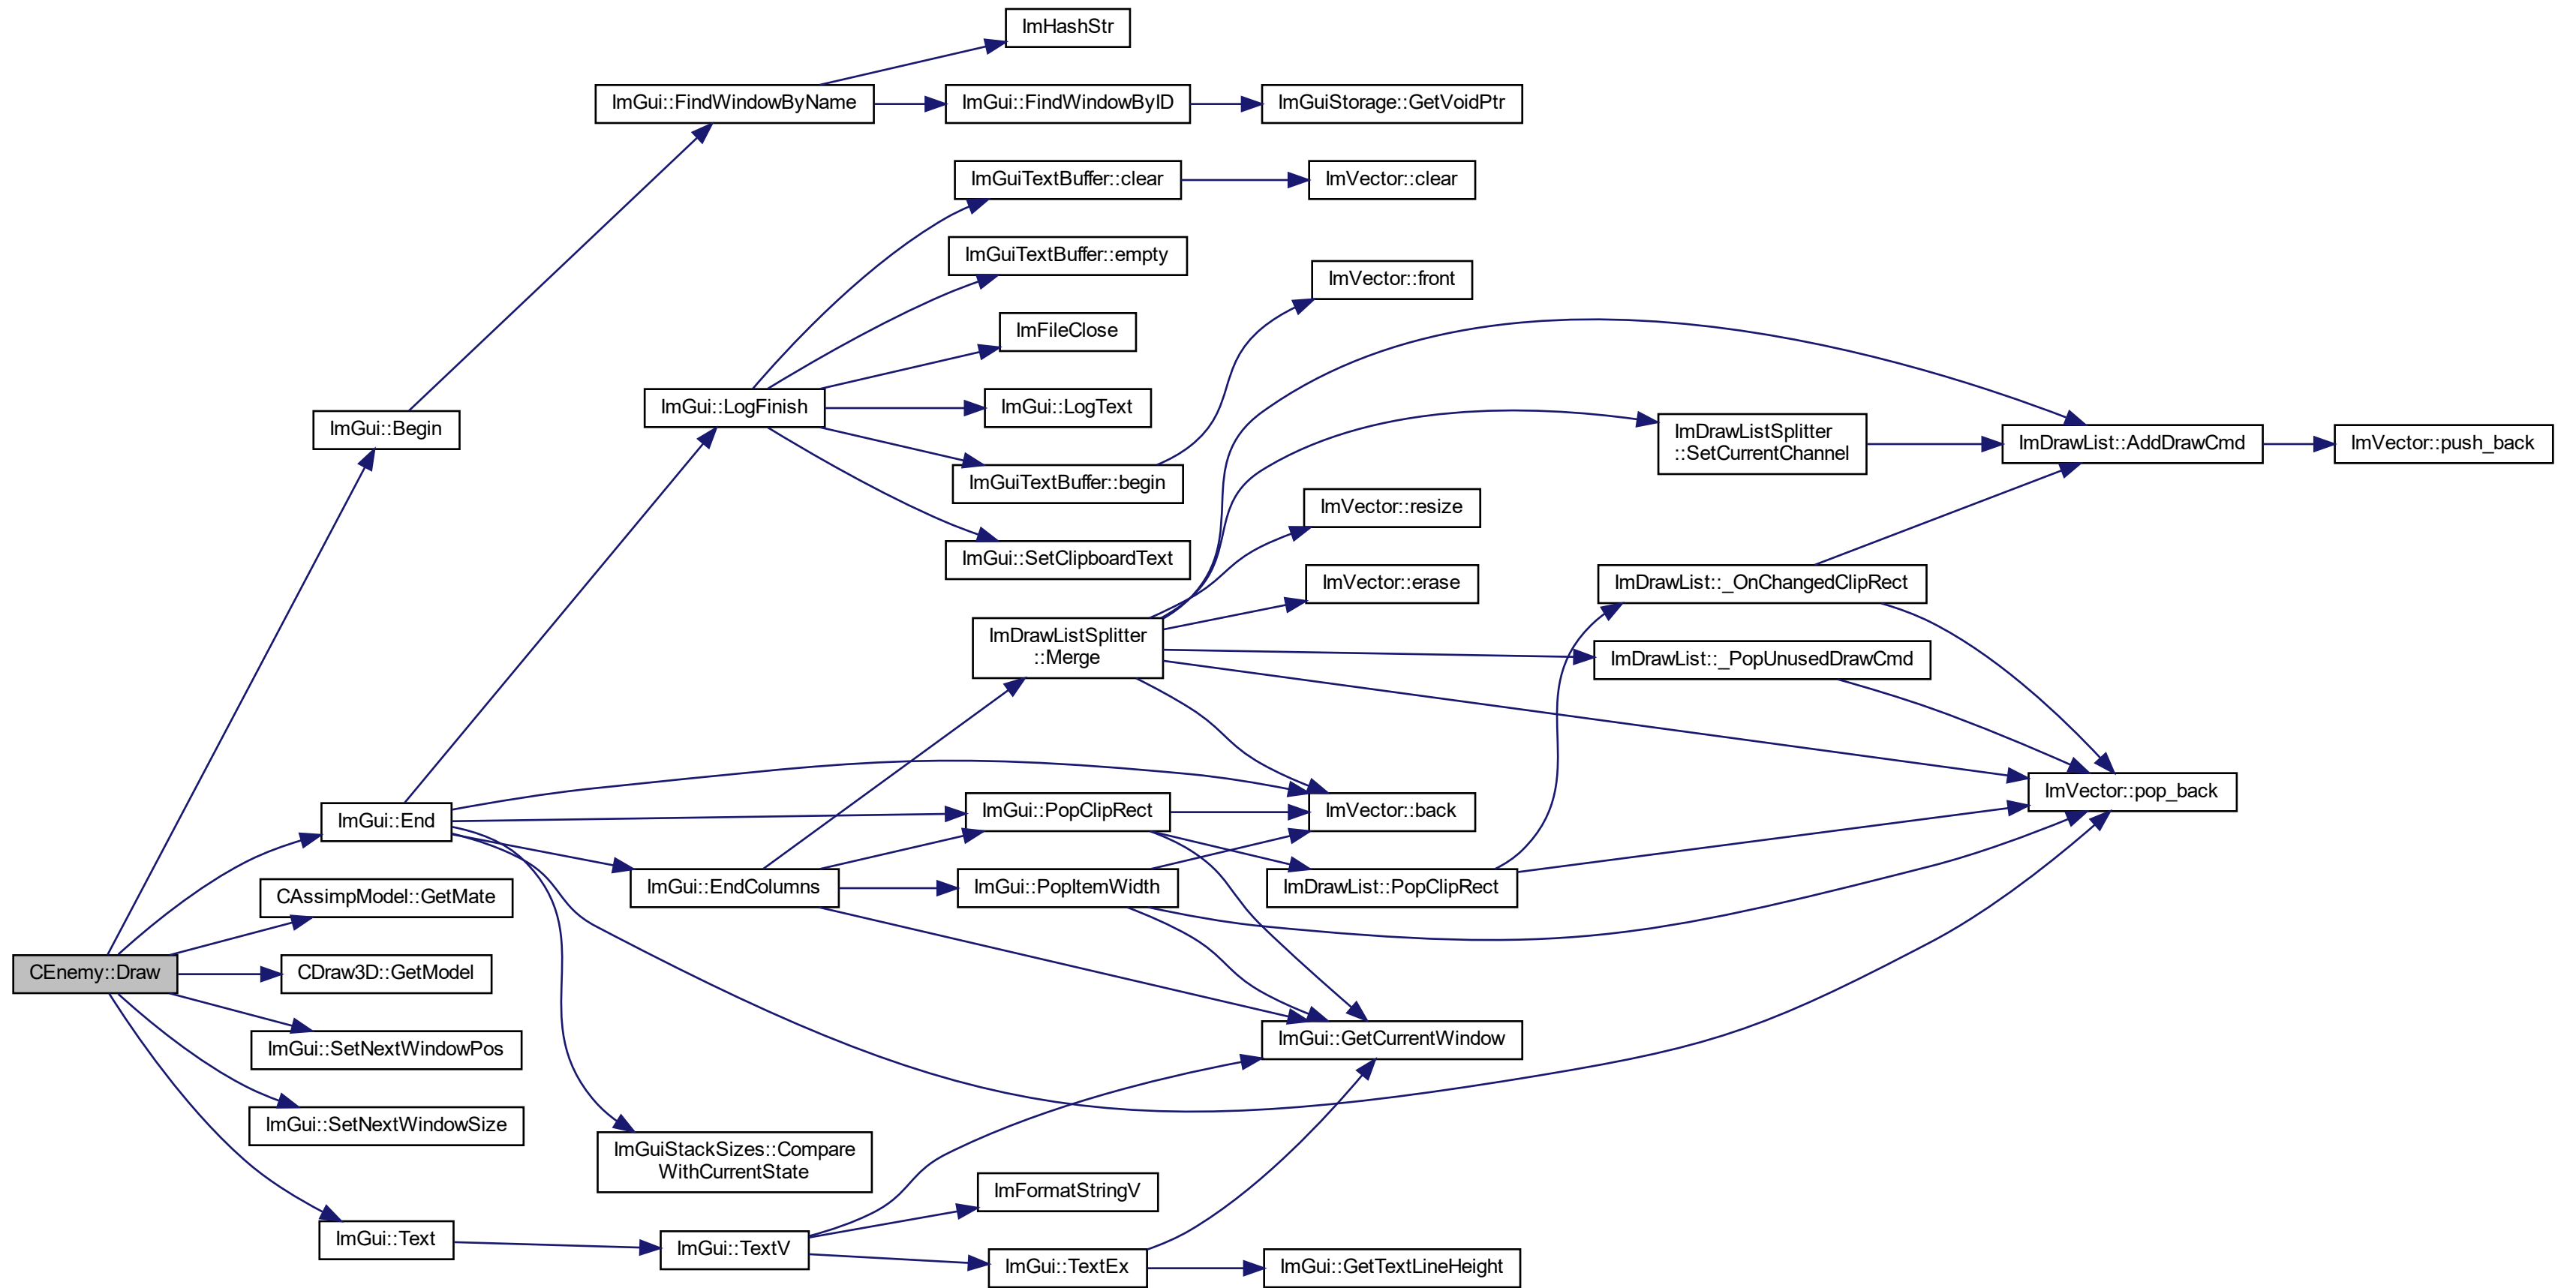 ImHashStr
ImGui::FindWindowByName
ImGui::FindWindowByID
ImGuiStorage::GetVoidPtr
ImGuiTextBuffer::clear
ImVector::clear
ImGuiTextBuffer::empty
ImVector::front
ImFileClose
ImGui::LogFinish
ImGui::LogText
ImGui::Begin
ImDrawListSplitter
::SetCurrentChannel
ImDrawList::AddDrawCmd
ImVector::push_back
ImGuiTextBuffer::begin
ImVector::resize
ImGui::SetClipboardText
ImVector::erase
ImDrawList::_OnChangedClipRect
ImDrawListSplitter
::Merge
ImDrawList::_PopUnusedDrawCmd
ImVector::pop_back
ImGui::End
ImGui::PopClipRect
ImVector::back
ImGui::EndColumns
ImGui::PopItemWidth
ImDrawList::PopClipRect
CAssimpModel::GetMate
CEnemy::Draw
CDraw3D::GetModel
ImGui::SetNextWindowPos
ImGui::GetCurrentWindow
ImGui::SetNextWindowSize
ImGuiStackSizes::Compare
WithCurrentState
ImFormatStringV
ImGui::Text
ImGui::TextV
ImGui::TextEx
ImGui::GetTextLineHeight